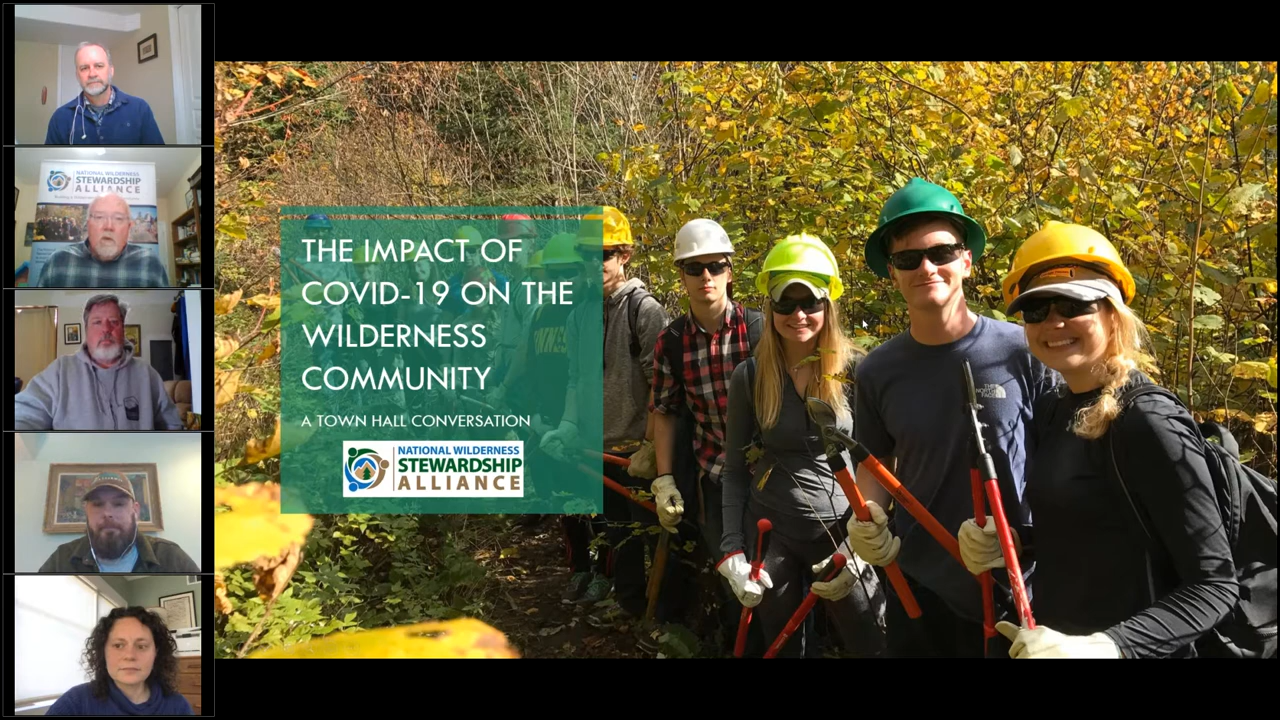 NATIONAL WILDERNESS
STEWARDSHIP
ALLIANCE
THE IMPACT OF
COVID-19 ON THE
WILDERNESS
COMMUNITY
A TOWN HALL CONVERSATION
NATIONAL WILDERNESS
STEWARDSHIP
ALLIANCE
THE
NORTH
FACE